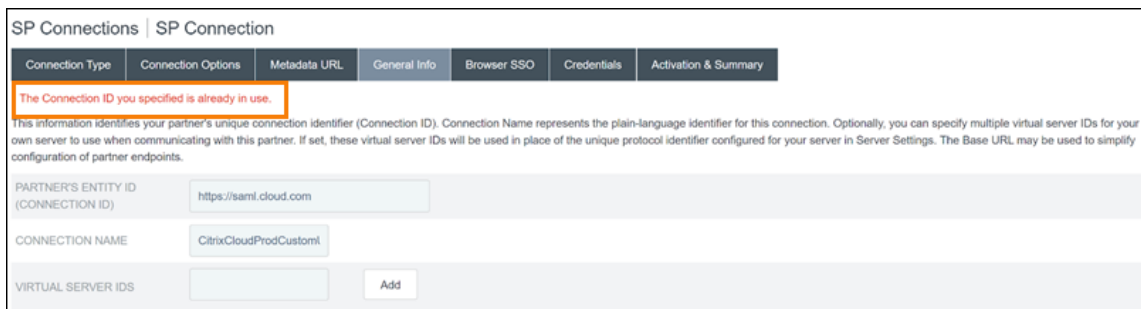 SP Connections | SP Connection
Connection Type Connection Options Metadata URL General Info Browser SSO Credentials Activation & Summary
The Connection ID you specified is already in use.
This information identifies your partner's unique connection identifier (Connection ID). Connection Name represents the plain-language identifier for this connection. Optionally, you can specify multiple virtual server IDs for your
own server to use when communicating with this partner. If set, these virtual server IDs will be used in place of the unique protocol identifier configured for your server in Server Settings. The Base URL may be used to simplify
configuration of partner endpoints.
PARTNER'S ENTITY ID
(CONNECTION ID)
https://saml.cloud.com
CONNECTION NAME
CitrixCloudProdCustomU
VIRTUAL SERVER IDS
Add